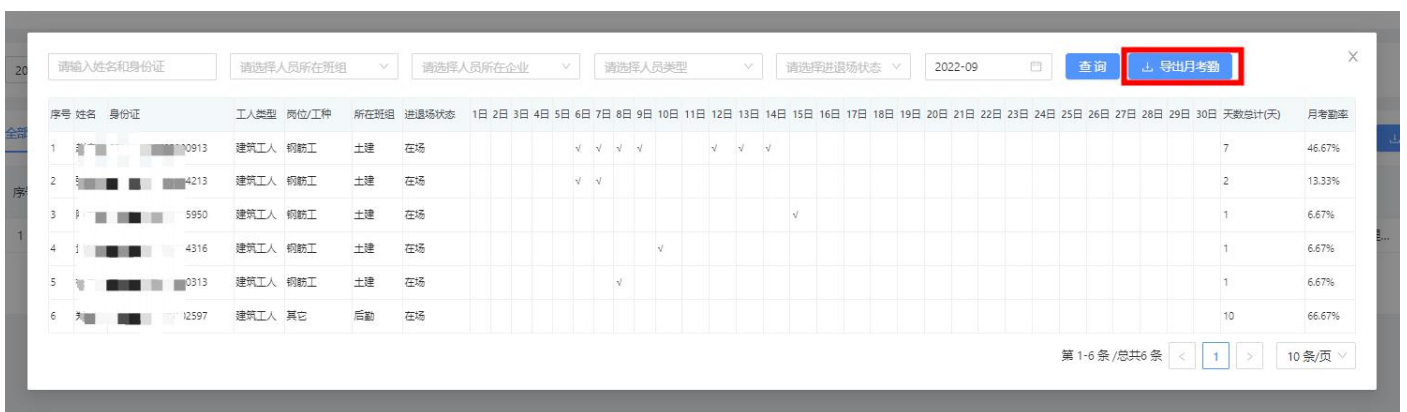 20
请输入姓名和身份证 请选择人员所在班组 请选择人员所在企业 请选择人员类型 请选择进退场状态 2022-09 查询 导出月考勤 X
全部
序号 姓名 身份证 工人类型 岗位/工种 所在班组 进退场状态 1日 2日 3日 4日 5日 6日 7日 8日 9日 10日 11日 12日 13日 14日 15日 16日 17日 18日 19日 20日 21日 22日 23日 24日 25日 26日 27日 28日 29日 30日 天数总计(天) 月考勤率
1 0913 建筑工人 钢筋工 土建 在场 √ √ √ √ √ √ √ 7 46.67%
序
2 4213 建筑工人 钢筋工 土建 在场 √ √ 2 13.33%
3 5950 建筑工人 钢筋工 土建 在场 √ 1 6.67%
1
4 4316 建筑工人 钢筋工 土建 在场 √ 1 6.67%
5 0313 建筑工人 钢筋工 土建 在场 √ 1 6.67%
6 2597 建筑工人 其它 后勤 在场 10 66.67%
第 1-6 条 /总共6 条 < 1 > 10 条/页